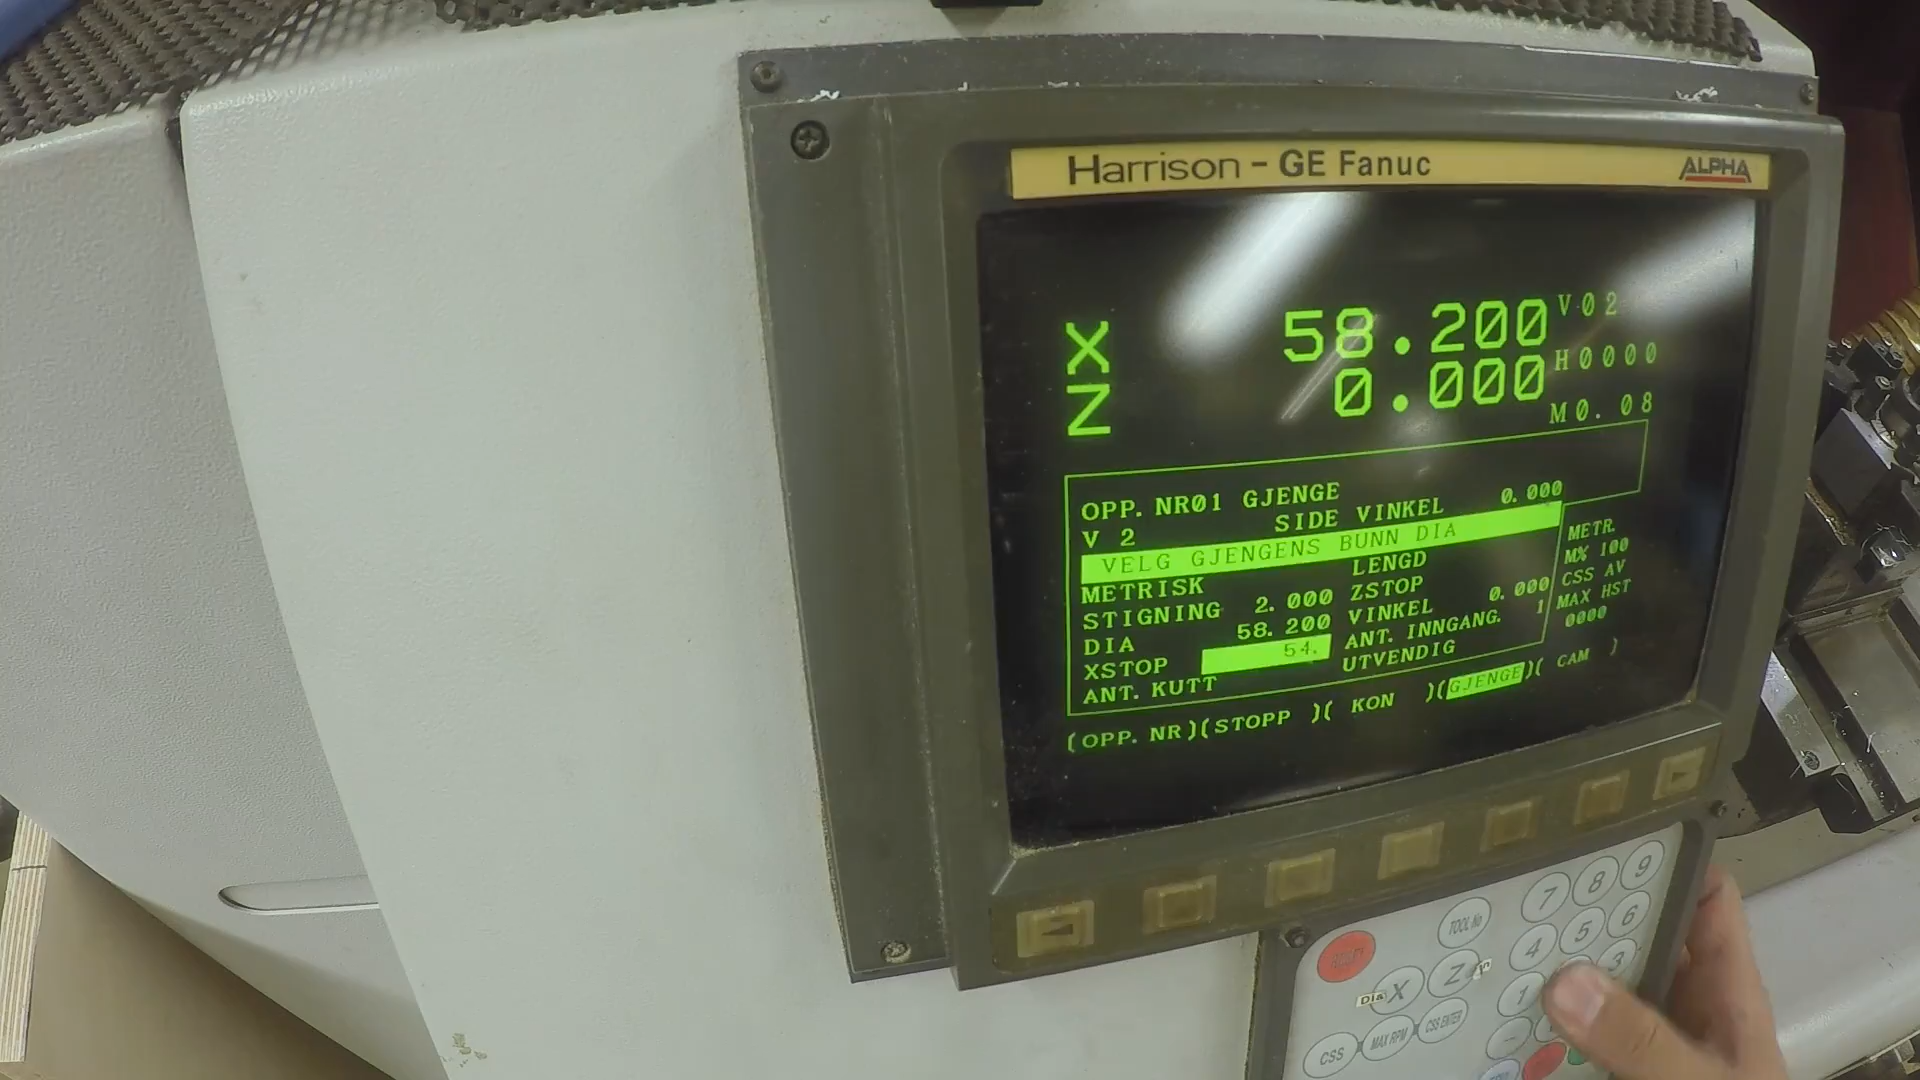 Harrison - GE Fanuc ALPHA
X 58.200 V 02
Z 0.000 H0000
M0.08
OPP. NR01 GJENGE
V 2 SIDE VINKEL 0.000
VELG GJENGENS BUNN DIA
METRISK LENGD
STIGNING 2.000 ZSTOP
DIA 58.200 VINKEL 0.000
XSTOP 54. ANT. INNGANG. 1
ANT. KUTT UTVENDIG
METR.
M% 100
CSS AV
MAX HST
0000
(OPP. NR)(STOPP )( KON )(GJENGE)( CAM )
TOOL No
7 8 9
4 5 6
Dia X Z
1 3
CSS MAX RPM CSS ENTER